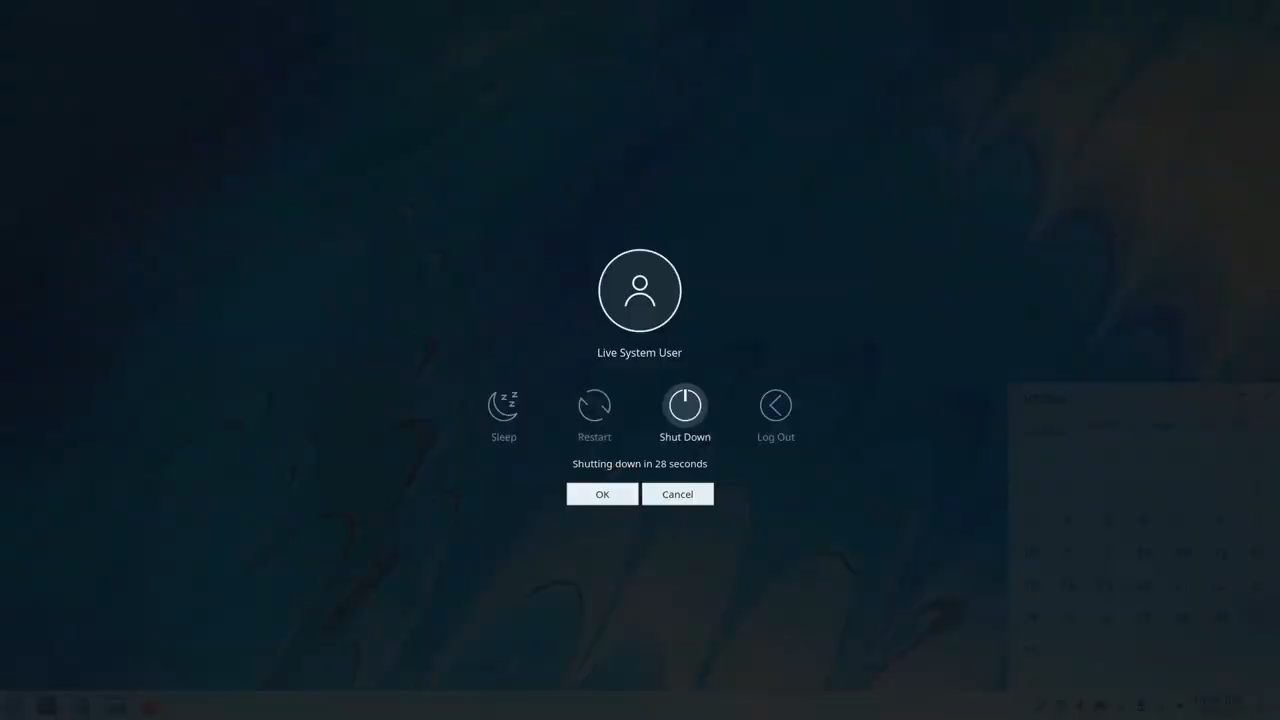 Live System User
Sleep
Restart
Shut Down
Log Out
Shutting down in 28 seconds
OK
Cancel